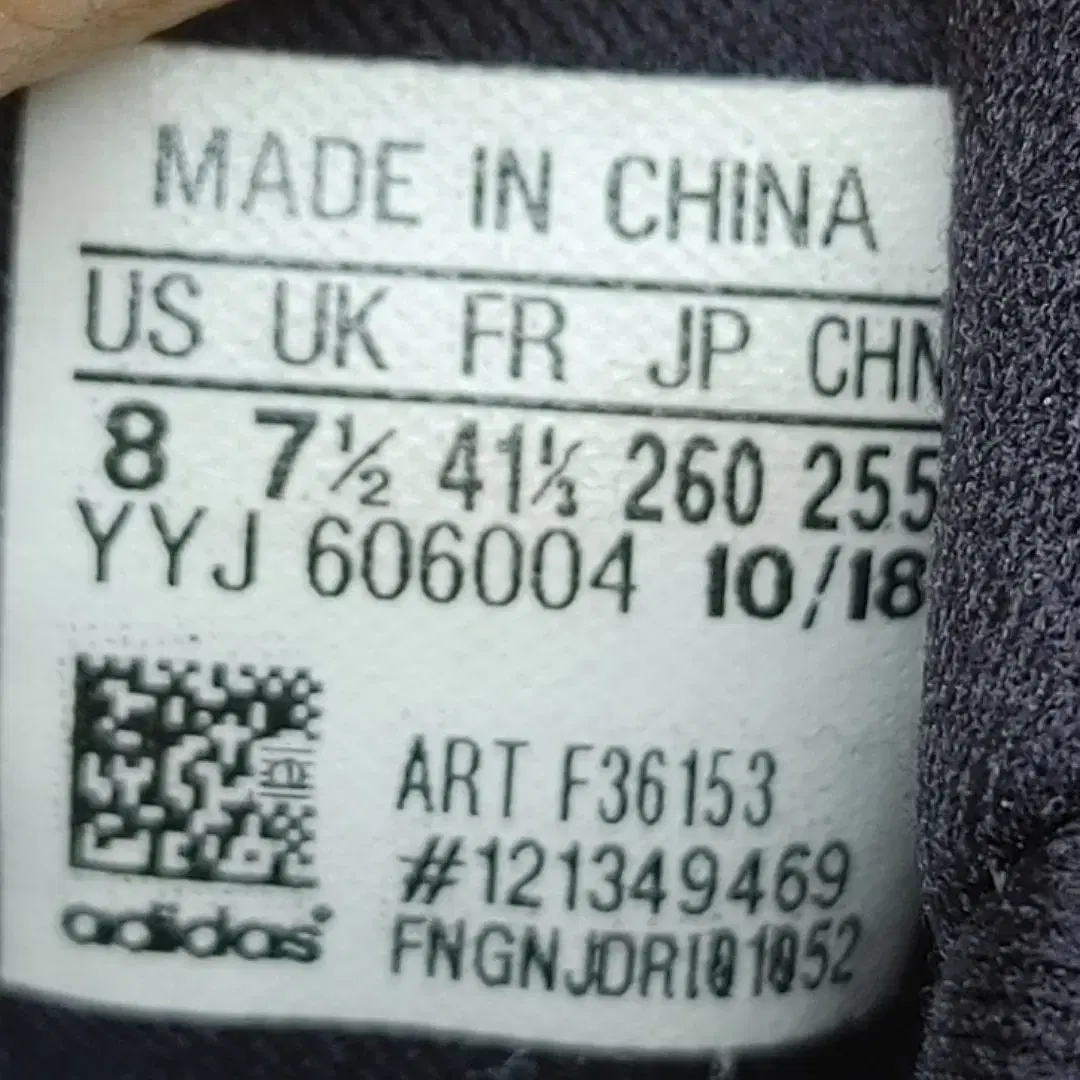 MADE IN CHINA
US UK FR JP CHN
8 7½ 41⅓ 260 255
YYJ 606004 10/18
ART F36153
#121349469
adidas
FNGNJDRI01052